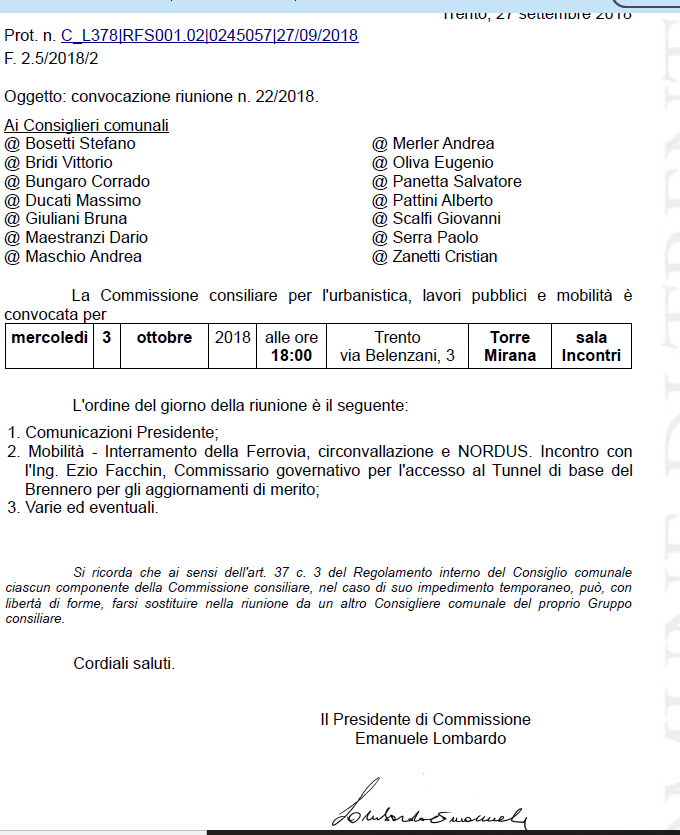 Trento, 27 settembre 2018
Prot. n. C_L378|RFS001.02|0245057|27/09/2018
F. 2.5/2018/2
Oggetto: convocazione riunione n. 22/2018.
Ai Consiglieri comunali
@ Bosetti Stefano @ Merler Andrea
@ Bridi Vittorio @ Oliva Eugenio
@ Bungaro Corrado @ Panetta Salvatore
@ Ducati Massimo @ Pattini Alberto
@ Giuliani Bruna @ Scalfi Giovanni
@ Maestranzi Dario @ Serra Paolo
@ Maschio Andrea @ Zanetti Cristian
La Commissione consiliare per l'urbanistica, lavori pubblici e mobilità è
convocata per
mercoledì 3 ottobre 2018 alle ore Trento Torre sala
18:00 via Belenzani, 3 Mirana Incontri
L'ordine del giorno della riunione è il seguente:
1. Comunicazioni Presidente;
2. Mobilità - Interramento della Ferrovia, circonvallazione e NORDUS. Incontro con
l'Ing. Ezio Facchin, Commissario governativo per l'accesso al Tunnel di base del
Brennero per gli aggiornamenti di merito;
3. Varie ed eventuali.
Si ricorda che ai sensi dell'art. 37 c. 3 del Regolamento interno del Consiglio comunale
ciascun componente della Commissione consiliare, nel caso di suo impedimento temporaneo, può, con
libertà di forme, farsi sostituire nella riunione da un altro Consigliere comunale del proprio Gruppo
consiliare.
Cordiali saluti.
Il Presidente di Commissione
Emanuele Lombardo
Lombardo Emanuele